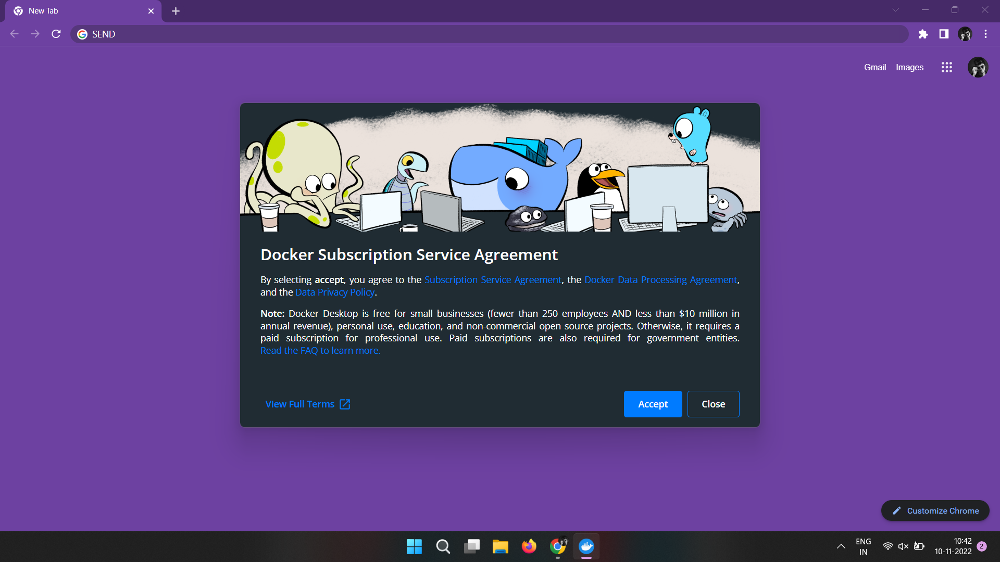 New Tab
SEND
Gmail Images
Docker Subscription Service Agreement
By selecting accept, you agree to the Subscription Service Agreement, the Docker Data Processing Agreement,
and the Data Privacy Policy.
Note: Docker Desktop is free for small businesses (fewer than 250 employees AND less than $10 million in
annual revenue), personal use, education, and non-commercial open source projects. Otherwise, it requires a
paid subscription for professional use. Paid subscriptions are also required for government entities.
Read the FAQ to learn more.
View Full Terms
Accept
Close
Customize Chrome
ENG
IN
10:42
10-11-2022
2